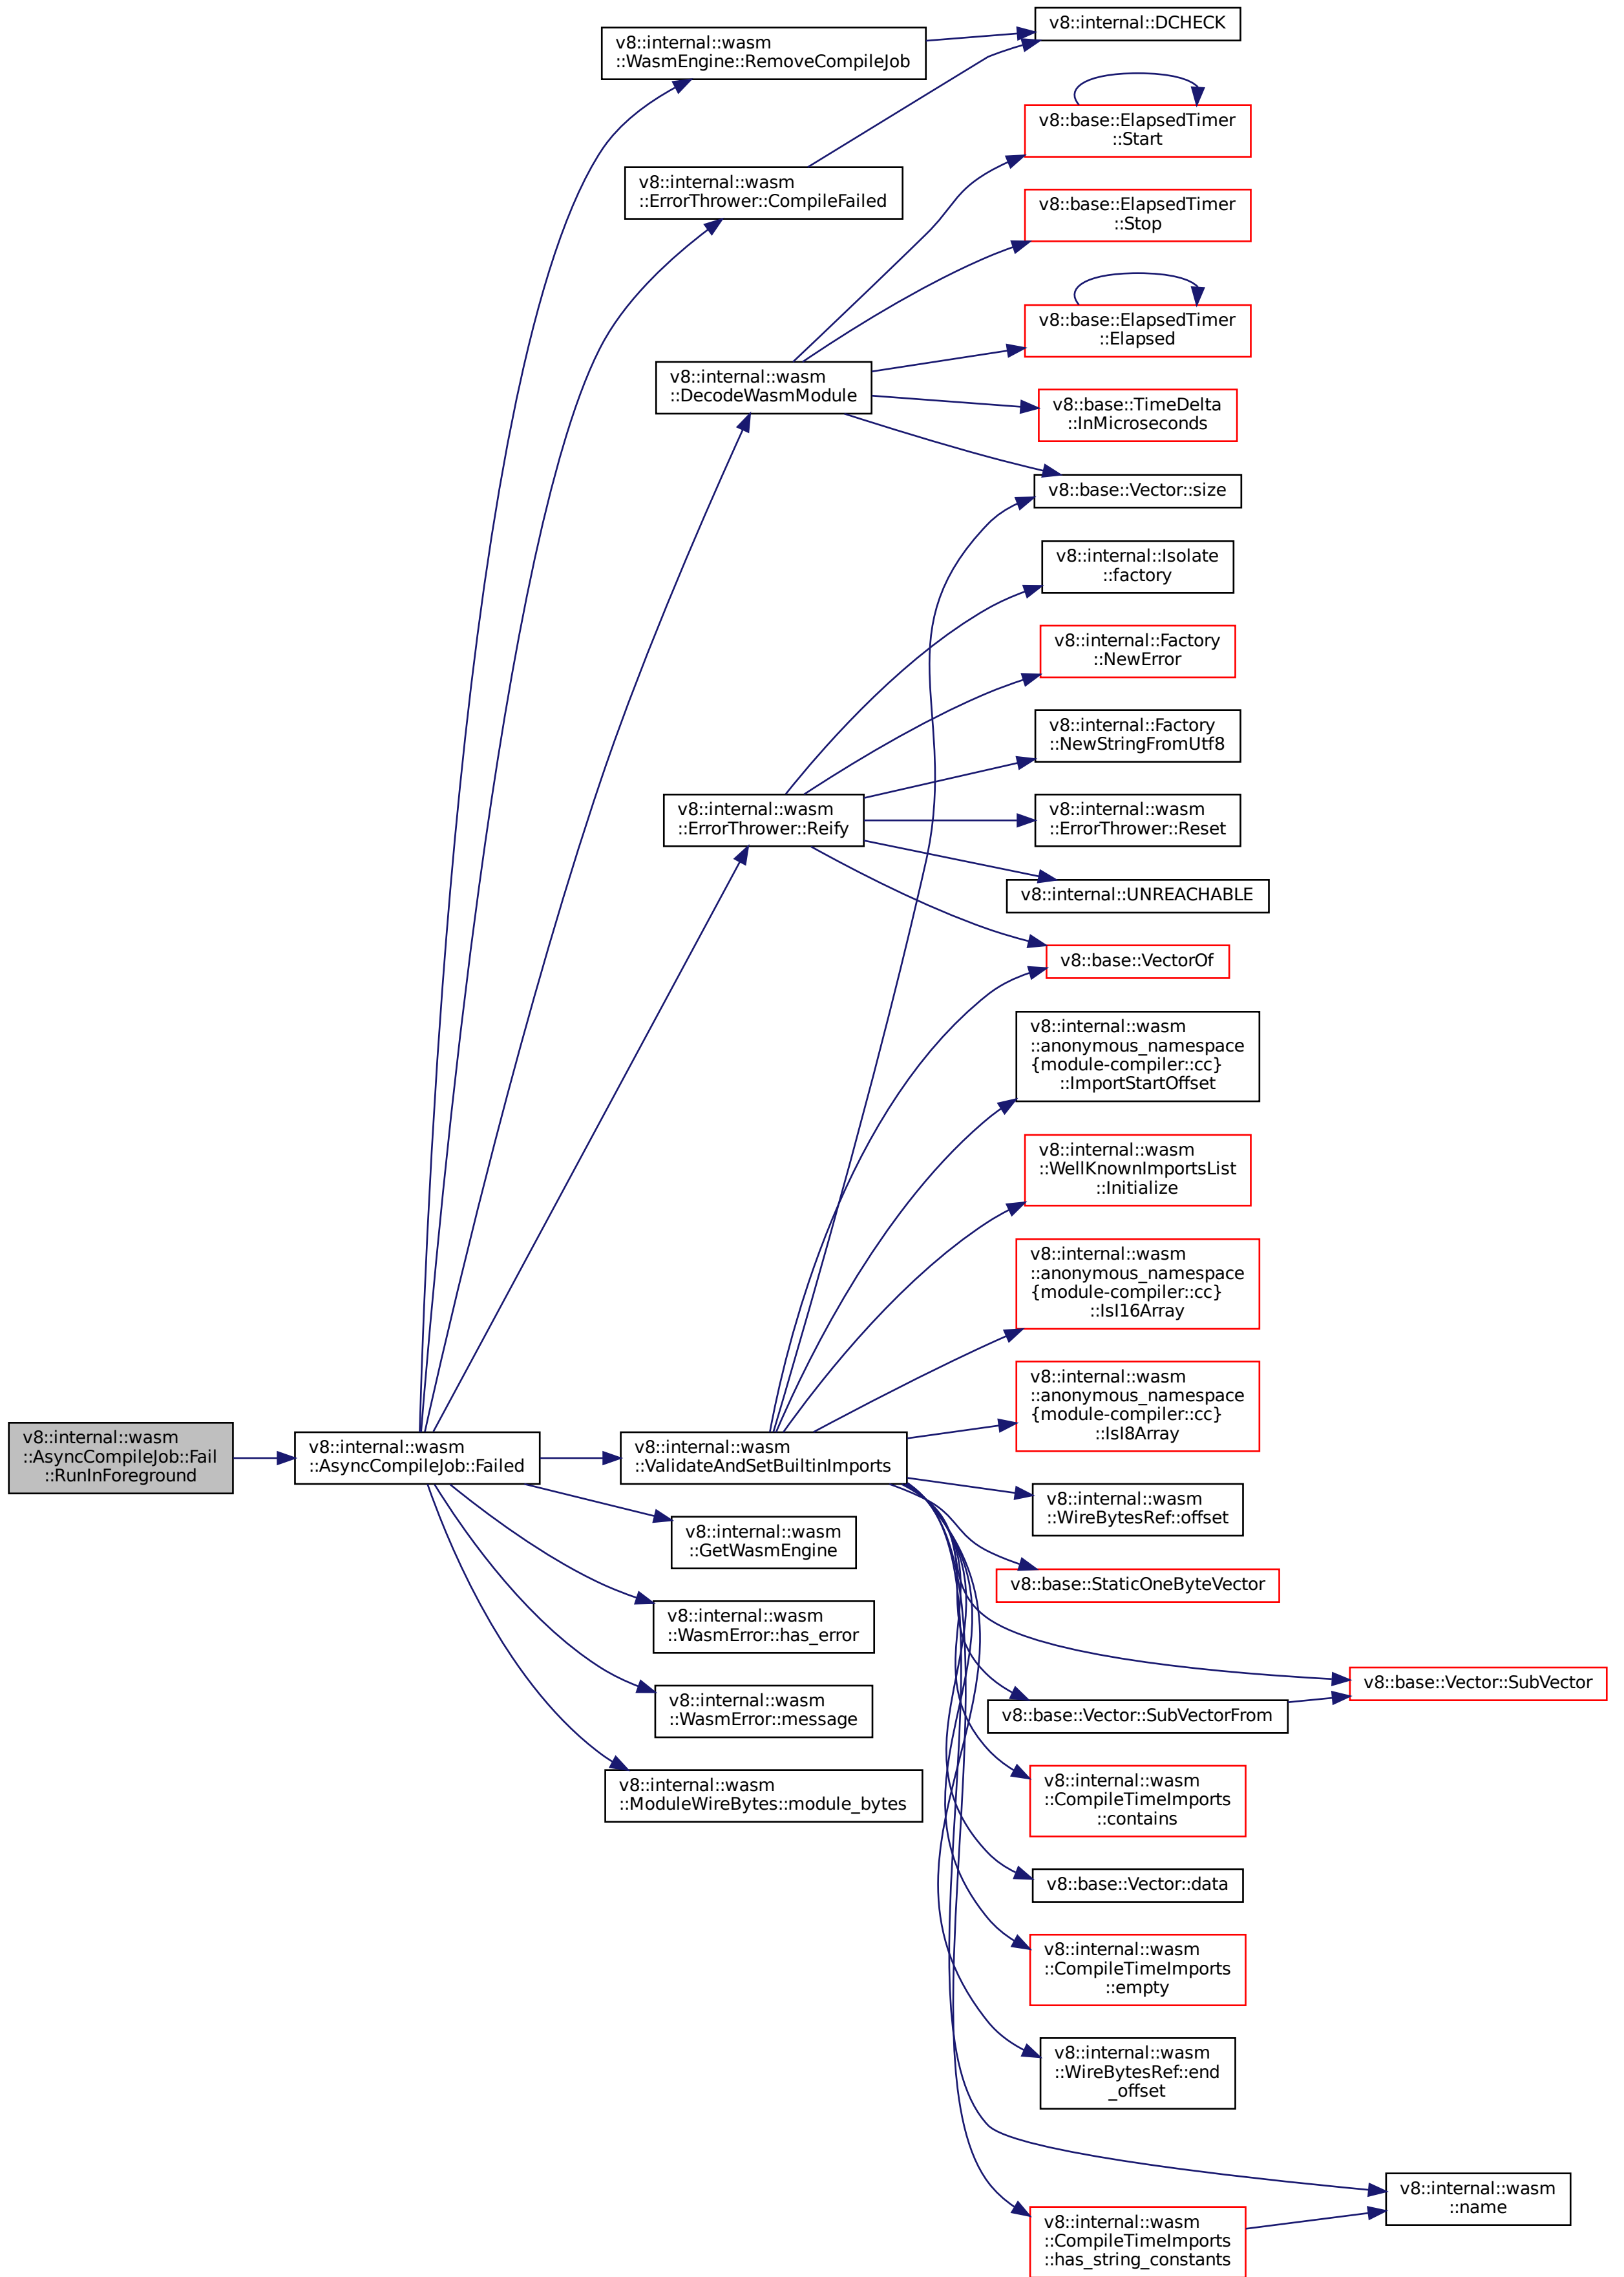 v8::internal::wasm
::AsyncCompileJob::Fail
::RunInForeground
v8::internal::wasm
::AsyncCompileJob::Failed
v8::internal::wasm
::WasmEngine::RemoveCompileJob
v8::internal::wasm
::ErrorThrower::CompileFailed
v8::internal::wasm
::DecodeWasmModule
v8::internal::wasm
::ErrorThrower::Reify
v8::internal::wasm
::ValidateAndSetBuiltinImports
v8::internal::wasm
::GetWasmEngine
v8::internal::wasm
::WasmError::has_error
v8::internal::wasm
::WasmError::message
v8::internal::wasm
::ModuleWireBytes::module_bytes
v8::internal::DCHECK
v8::base::ElapsedTimer
::Start
v8::base::ElapsedTimer
::Stop
v8::base::ElapsedTimer
::Elapsed
v8::base::TimeDelta
::InMicroseconds
v8::base::Vector::size
v8::internal::Isolate
::factory
v8::internal::Factory
::NewError
v8::internal::Factory
::NewStringFromUtf8
v8::internal::wasm
::ErrorThrower::Reset
v8::internal::UNREACHABLE
v8::base::VectorOf
v8::internal::wasm
::anonymous_namespace
{module-compiler::cc}
::ImportStartOffset
v8::internal::wasm
::WellKnownImportsList
::Initialize
v8::internal::wasm
::anonymous_namespace
{module-compiler::cc}
::IsI16Array
v8::internal::wasm
::anonymous_namespace
{module-compiler::cc}
::IsI8Array
v8::internal::wasm
::WireBytesRef::offset
v8::base::StaticOneByteVector
v8::base::Vector::SubVectorFrom
v8::internal::wasm
::CompileTimeImports
::contains
v8::base::Vector::data
v8::internal::wasm
::CompileTimeImports
::empty
v8::internal::wasm
::WireBytesRef::end
_offset
v8::internal::wasm
::CompileTimeImports
::has_string_constants
v8::base::Vector::SubVector
v8::internal::wasm
::name